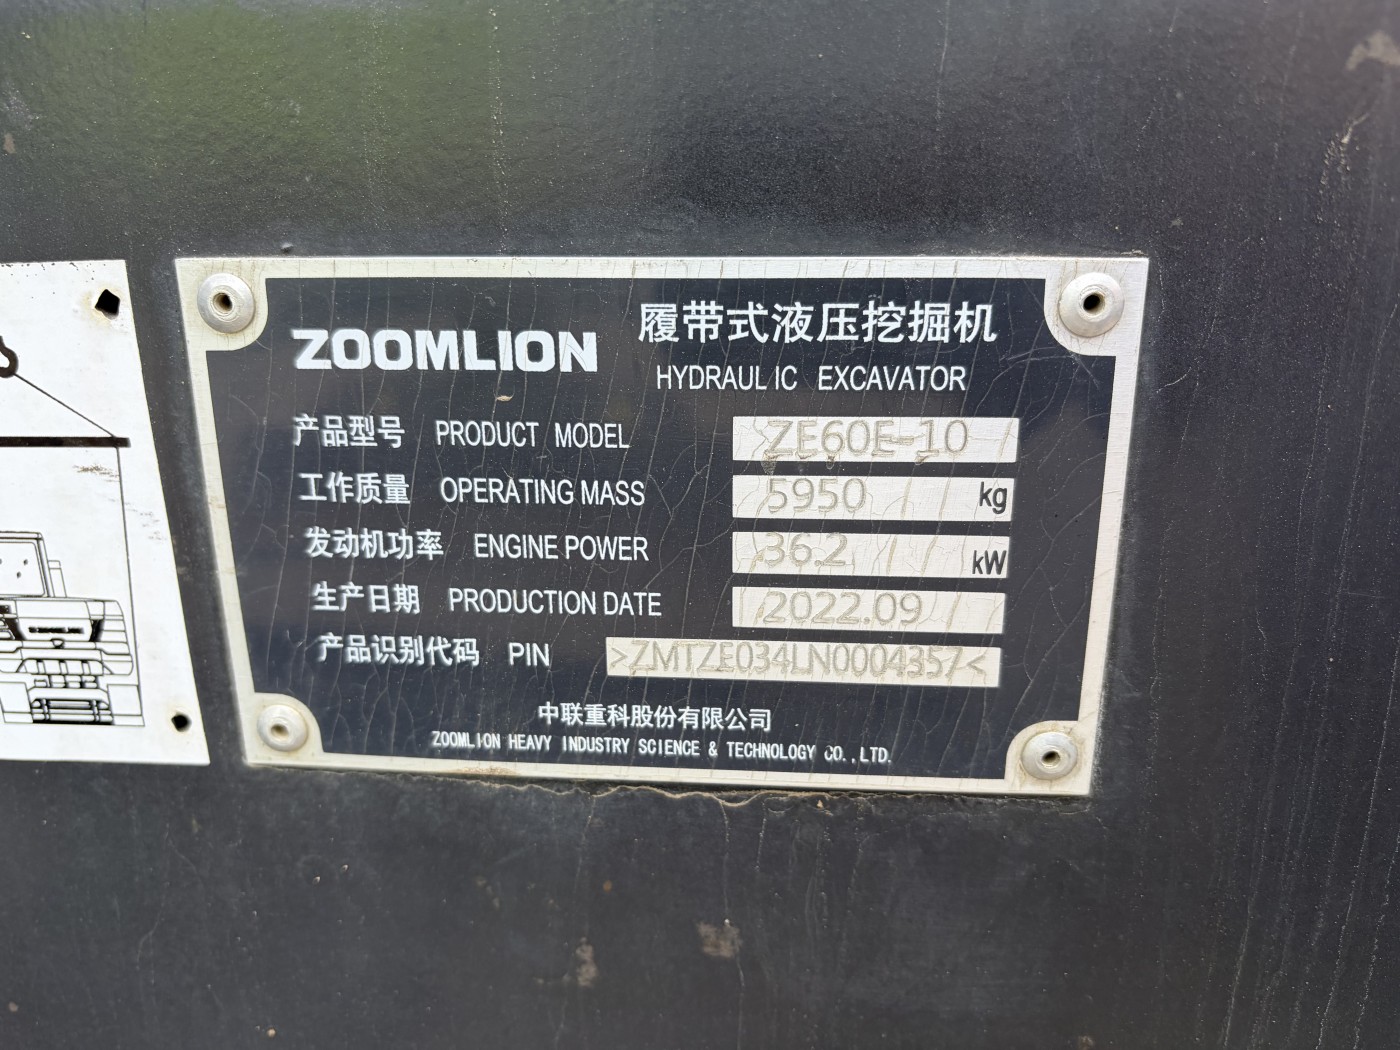 ZOOMLION
履带式液压挖掘机
HYDRAULIC EXCAVATOR
产品型号 PRODUCT MODEL ZE60E-10
工作质量 OPERATING MASS 5950 kg
发动机功率 ENGINE POWER 36.2 kW
生产日期 PRODUCTION DATE 2022.09
产品识别代码 PIN >ZMTZE034LN0004357<
中联重科股份有限公司
ZOOMLION HEAVY INDUSTRY SCIENCE & TECHNOLOGY CO.,LTD.